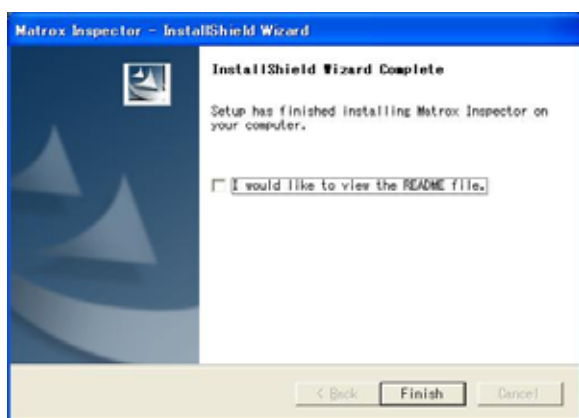 Matrox Inspector - InstallShield Wizard
InstallShield Wizard Complete
Setup has finished installing Matrox Inspector on
your computer.
I would like to view the README file.
< Back
Finish
Cancel